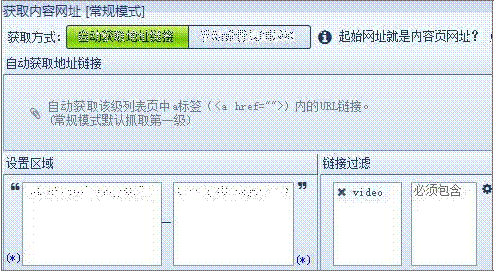 获取内容网址 [常规模式]
获取方式：
起始网址就是内容页网址？
自动获取地址链接
自动获取该级列表页中a标签（<a href="">）内的URL链接。
(常规模式默认抓取第一级)
设置区域
链接过滤
❝
❞
(*)
—
(*)
✖ video
必须包含